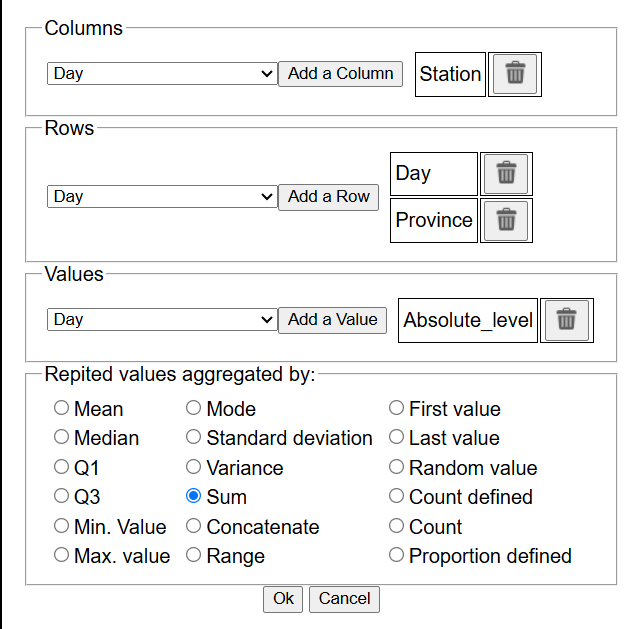 Columns
Day Add a Column Station
Rows
Day Add a Row Day
Province
Values
Day Add a Value Absolute_level
Repited values aggregated by:
Mean Mode First value
Median Standard deviation Last value
Q1 Variance Random value
Q3 Sum Count defined
Min. Value Concatenate Count
Max. value Range Proportion defined
Ok Cancel